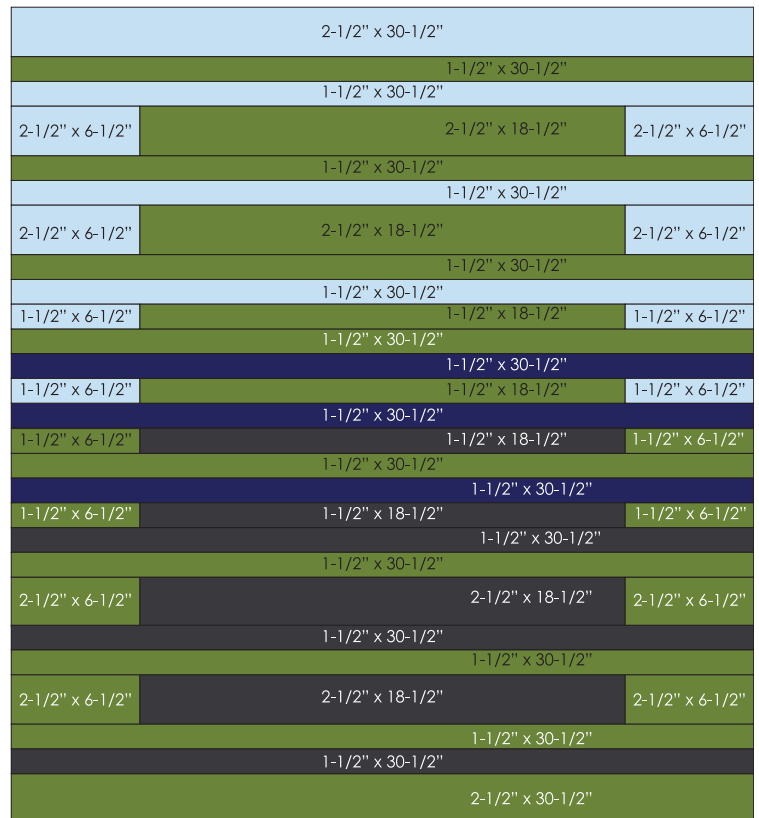 2-1/2” x 30-1/2”
1-1/2” x 30-1/2”
1-1/2” x 30-1/2”
2-1/2” x 6-1/2” 2-1/2” x 18-1/2” 2-1/2” x 6-1/2”
1-1/2” x 30-1/2”
1-1/2” x 30-1/2”
2-1/2” x 6-1/2” 2-1/2” x 18-1/2” 2-1/2” x 6-1/2”
1-1/2” x 30-1/2”
1-1/2” x 30-1/2”
1-1/2” x 6-1/2” 1-1/2” x 18-1/2” 1-1/2” x 6-1/2”
1-1/2” x 30-1/2”
1-1/2” x 30-1/2”
1-1/2” x 6-1/2” 1-1/2” x 18-1/2” 1-1/2” x 6-1/2”
1-1/2” x 30-1/2”
1-1/2” x 6-1/2” 1-1/2” x 18-1/2” 1-1/2” x 6-1/2”
1-1/2” x 30-1/2”
1-1/2” x 30-1/2”
1-1/2” x 6-1/2” 1-1/2” x 18-1/2” 1-1/2” x 6-1/2”
1-1/2” x 30-1/2”
1-1/2” x 30-1/2”
2-1/2” x 6-1/2” 2-1/2” x 18-1/2” 2-1/2” x 6-1/2”
1-1/2” x 30-1/2”
1-1/2” x 30-1/2”
2-1/2” x 6-1/2” 2-1/2” x 18-1/2” 2-1/2” x 6-1/2”
1-1/2” x 30-1/2”
1-1/2” x 30-1/2”
2-1/2” x 30-1/2”